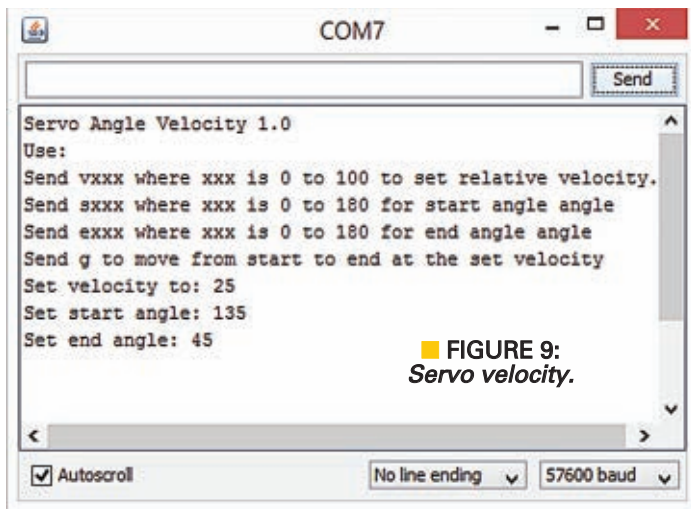 COM7
Send
Servo Angle Velocity 1.0
Use:
Send vxxx where xxx is 0 to 100 to set relative velocity.
Send sxxx where xxx is 0 to 180 for start angle angle
Send exxx where xxx is 0 to 180 for end angle angle
Send g to move from start to end at the set velocity
Set velocity to: 25
Set start angle: 135
Set end angle: 45
FIGURE 9:
Servo velocity.
Autoscroll
No line ending
57600 baud